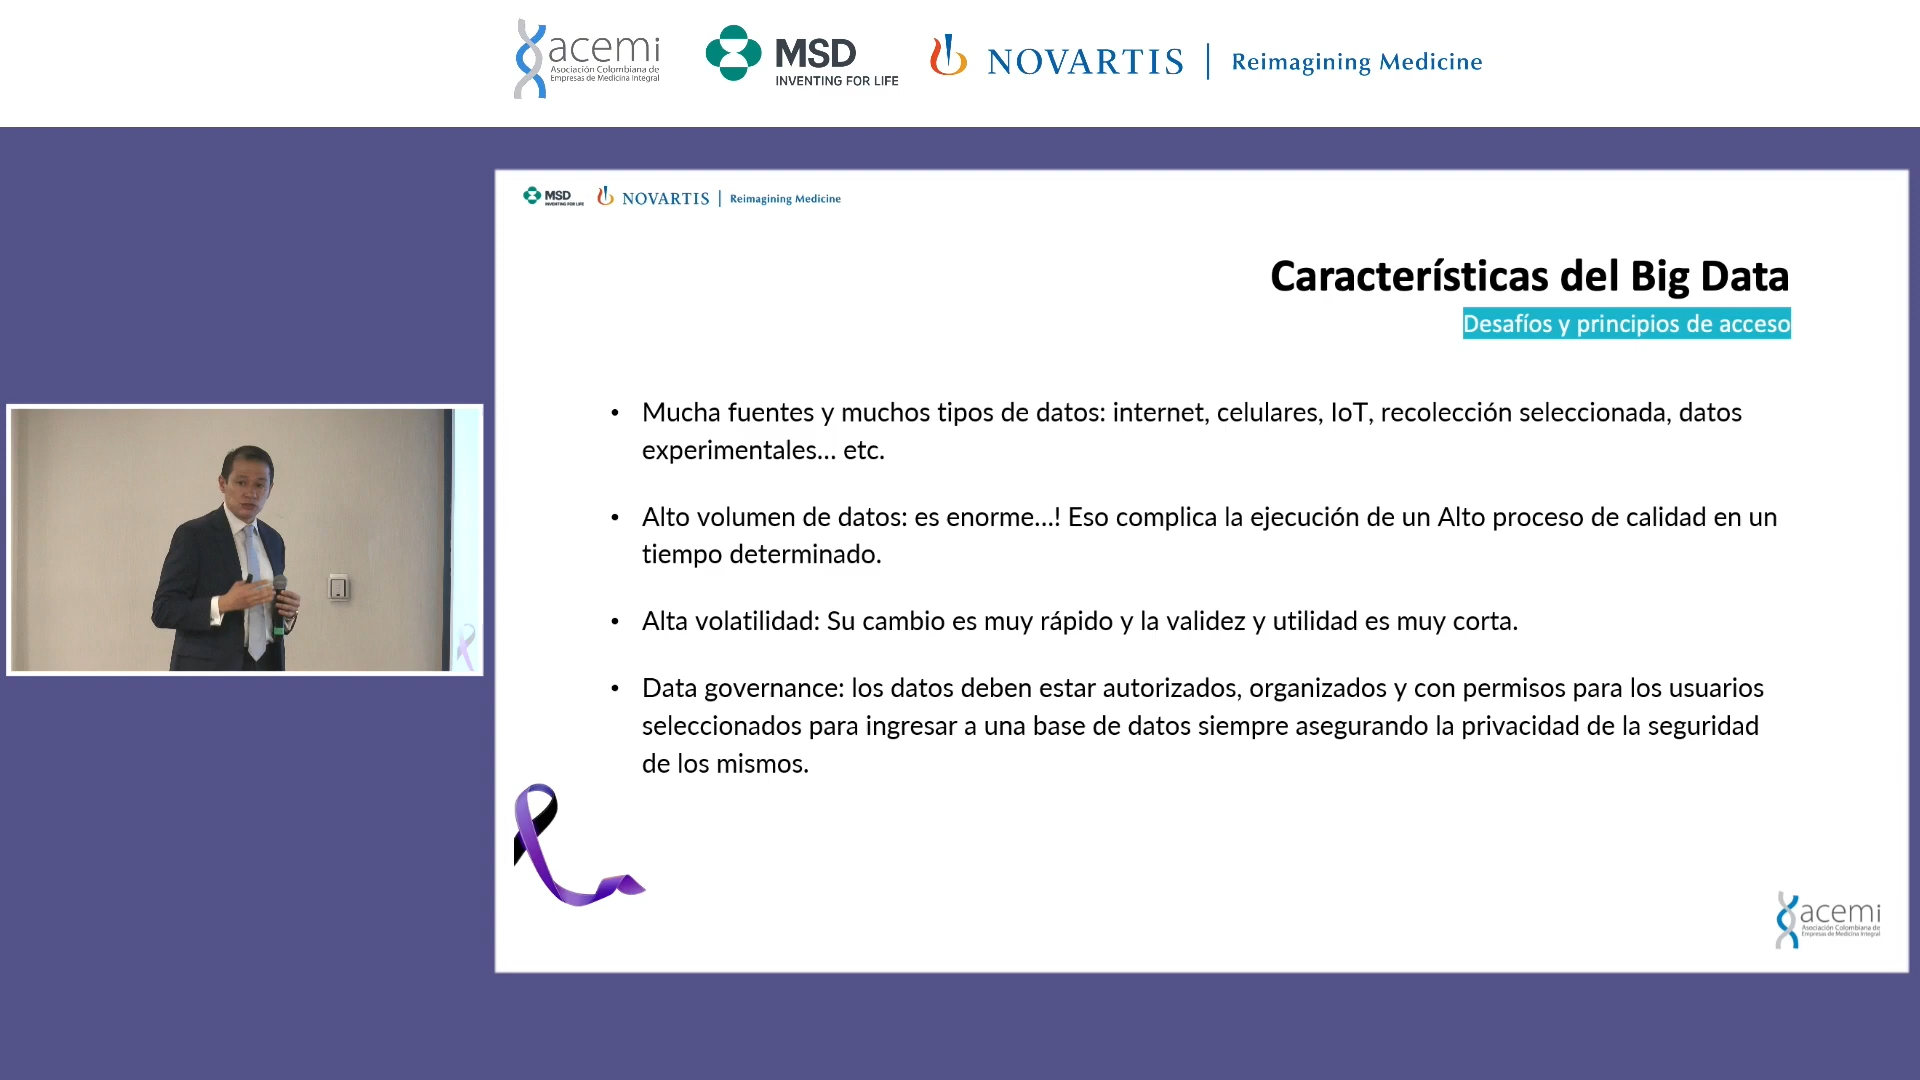 acemi
Asociación Colombiana de
Empresas de Medicina Integral
MSD
INVENTING FOR LIFE
NOVARTIS
Reimagining Medicine
MSD
INVENTING FOR LIFE
NOVARTIS
Reimagining Medicine
Características del Big Data
Desafíos y principios de acceso
• Mucha fuentes y muchos tipos de datos: internet, celulares, IoT, recolección seleccionada, datos
experimentales... etc.
• Alto volumen de datos: es enorme...! Eso complica la ejecución de un Alto proceso de calidad en un
tiempo determinado.
• Alta volatilidad: Su cambio es muy rápido y la validez y utilidad es muy corta.
• Data governance: los datos deben estar autorizados, organizados y con permisos para los usuarios
seleccionados para ingresar a una base de datos siempre asegurando la privacidad de la seguridad
de los mismos.
acemi
Asociación Colombiana de
Empresas de Medicina Integral